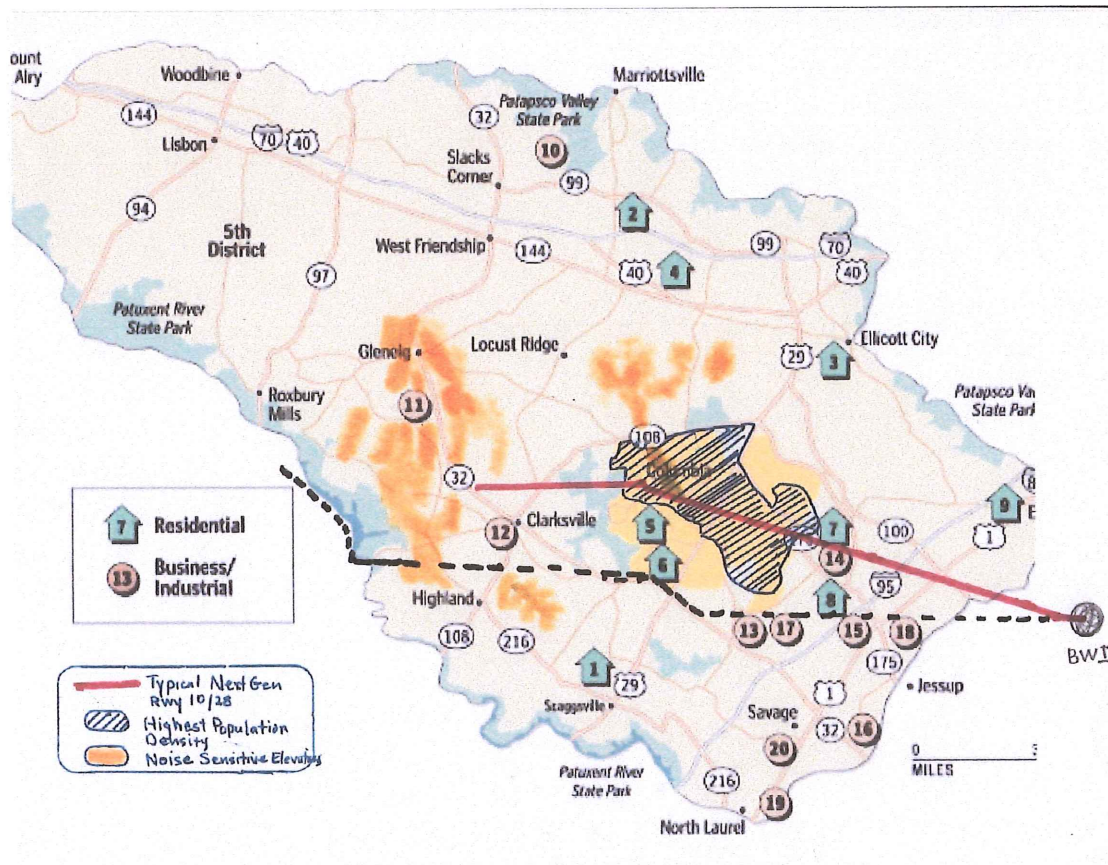 ount
Airy
Woodbine
Marriottsville
Patapsco Valley
State Park
144
32
70
40
Lisbon
10
Slacks
Corner
99
94
2
5th
District
West Friendship
144
99
70
97
40
4
40
Patuxent River
State Park
Glenelg
Locust Ridge
Ellicott City
29
3
Roxbury
Mills
11
Patapsco Va
State Park
108
Columbia
32
9
7 Residential
13 Business/
Industrial
12
Clarksville
5
7
100
1
14
6
95
Highland
8
13
17
15
18
BWI
108
216
175
1
29
Scaggsville
1
Jessup
Savage
32
16
20
0
MILES
Typical NextGen
Rwy 10/28
Highest Population
Density
Noise Sensitive Elevations
Patuxent River
State Park
216
19
North Laurel